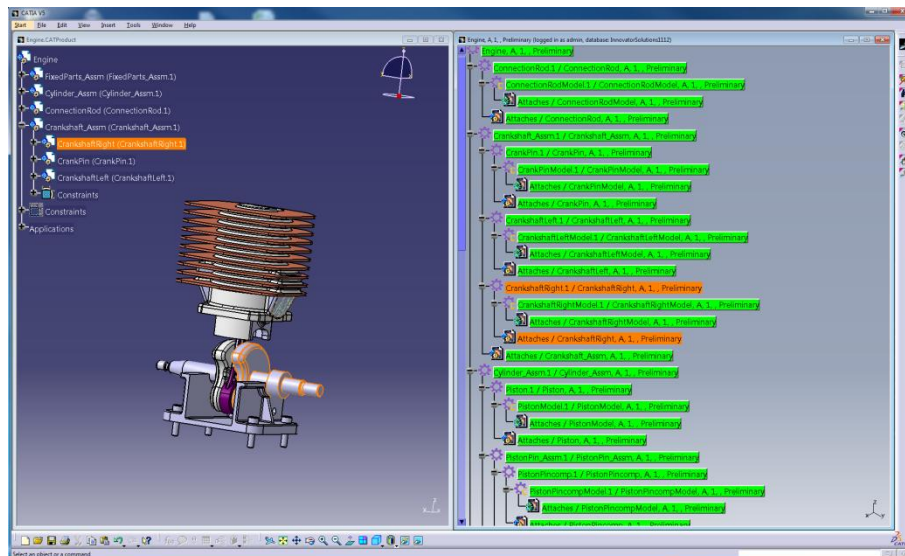 CATIA V5
Start File Edit View Insert Tools Window Help
Engine.CATProduct
Engine
FixedParts_Assm (FixedParts_Assm.1)
Cylinder_Assm (Cylinder_Assm.1)
ConnectionRod (ConnectionRod.1)
Crankshaft_Assm (Crankshaft_Assm.1)
CrankshaftRight (CrankshaftRight.1)
CrankPin (CrankPin.1)
CrankshaftLeft (CrankshaftLeft.1)
Constraints
Constraints
Applications
Engine, A, 1, , Preliminary (logged in as admin, database: InnovatorSolutions1112)
Engine, A, 1, , Preliminary
ConnectionRod.1 / ConnectionRod, A, 1, , Preliminary
ConnectionRodModel.1 / ConnectionRodModel, A, 1, , Preliminary
Attaches / ConnectionRodModel, A, 1, , Preliminary
Attaches / ConnectionRod, A, 1, , Preliminary
Crankshaft_Assm.1 / Crankshaft_Assm, A, 1, , Preliminary
CrankPin.1 / CrankPin, A, 1, , Preliminary
CrankPinModel.1 / CrankPinModel, A, 1, , Preliminary
Attaches / CrankPinModel, A, 1, , Preliminary
Attaches / CrankPin, A, 1, , Preliminary
CrankshaftLeft.1 / CrankshaftLeft, A, 1, , Preliminary
CrankshaftLeftModel.1 / CrankshaftLeftModel, A, 1, , Preliminary
Attaches / CrankshaftLeftModel, A, 1, , Preliminary
Attaches / CrankshaftLeft, A, 1, , Preliminary
CrankshaftRight.1 / CrankshaftRight, A, 1, , Preliminary
CrankshaftRightModel.1 / CrankshaftRightModel, A, 1, , Preliminary
Attaches / CrankshaftRightModel, A, 1, , Preliminary
Attaches / CrankshaftRight, A, 1, , Preliminary
Attaches / Crankshaft_Assm, A, 1, , Preliminary
Cylinder_Assm.1 / Cylinder_Assm, A, 1, , Preliminary
Piston.1 / Piston, A, 1, , Preliminary
PistonModel.1 / PistonModel, A, 1, , Preliminary
Attaches / PistonModel, A, 1, , Preliminary
Attaches / Piston, A, 1, , Preliminary
PistonPin_Assm.1 / PistonPin_Assm, A, 1, , Preliminary
PistonPincomp.1 / PistonPincomp, A, 1, , Preliminary
PistonPincompModel.1 / PistonPincompModel, A, 1, , Preliminary
Attaches / PistonPincompModel, A, 1, , Preliminary
Attaches / PistonPincomp, A, 1, , Preliminary
Select an object or a command